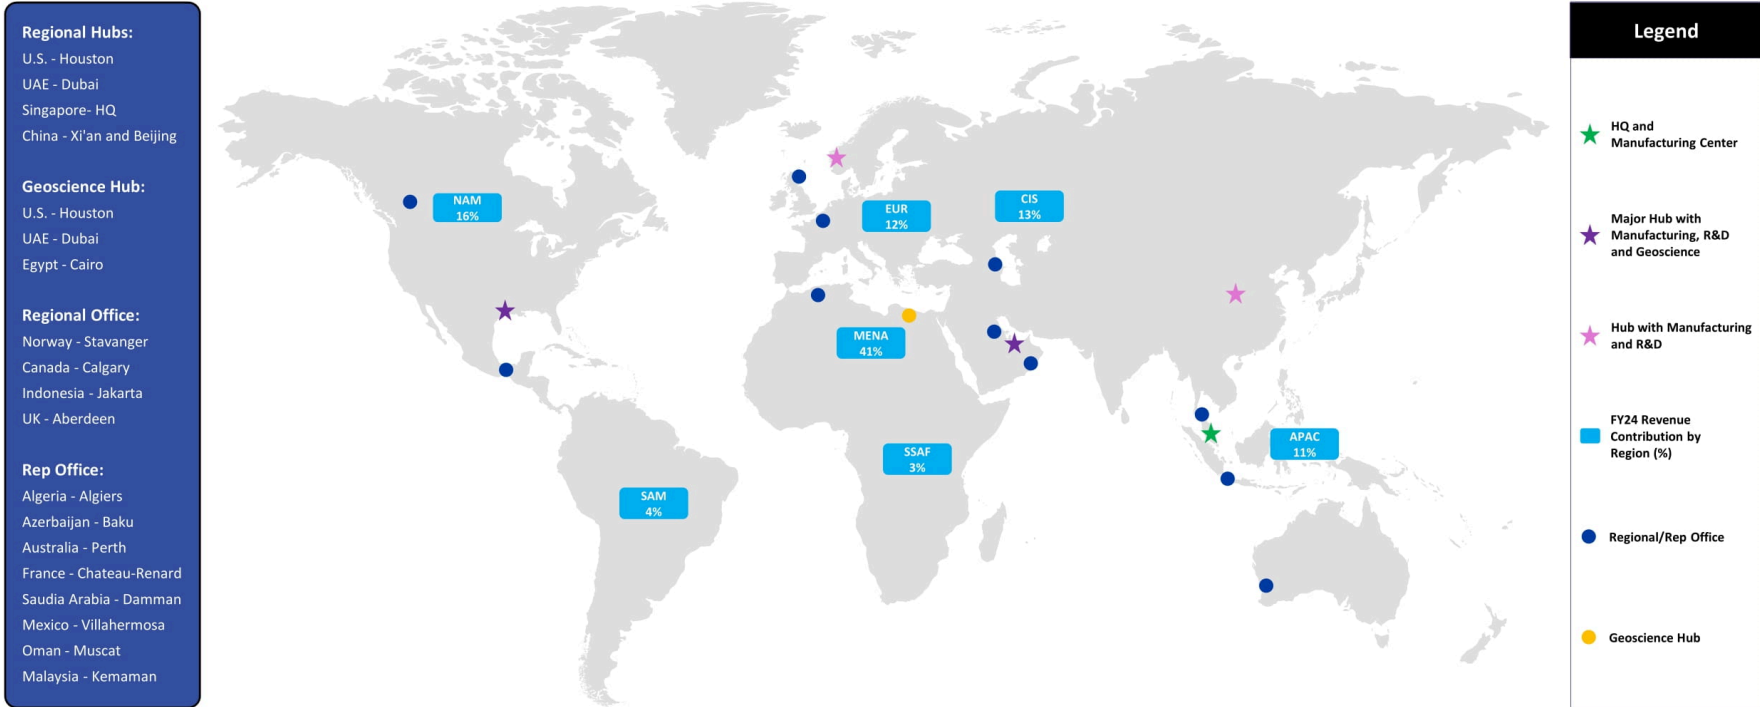 Regional Hubs:
U.S. - Houston
UAE - Dubai
Singapore- HQ
China - Xi'an and Beijing
Geoscience Hub:
U.S. - Houston
UAE - Dubai
Egypt - Cairo
Regional Office:
Norway - Stavanger
Canada - Calgary
Indonesia - Jakarta
UK - Aberdeen
Rep Office:
Algeria - Algiers
Azerbaijan - Baku
Australia - Perth
France - Chateau-Renard
Saudia Arabia - Damman
Mexico - Villahermosa
Oman - Muscat
Malaysia - Kemaman
NAM
16%
EUR
12%
CIS
13%
MENA
41%
SSAF
3%
SAM
4%
APAC
11%
Legend
HQ and
Manufacturing Center
Major Hub with
Manufacturing, R&D
and Geoscience
Hub with Manufacturing
and R&D
FY24 Revenue
Contribution by
Region (%)
Regional/Rep Office
Geoscience Hub